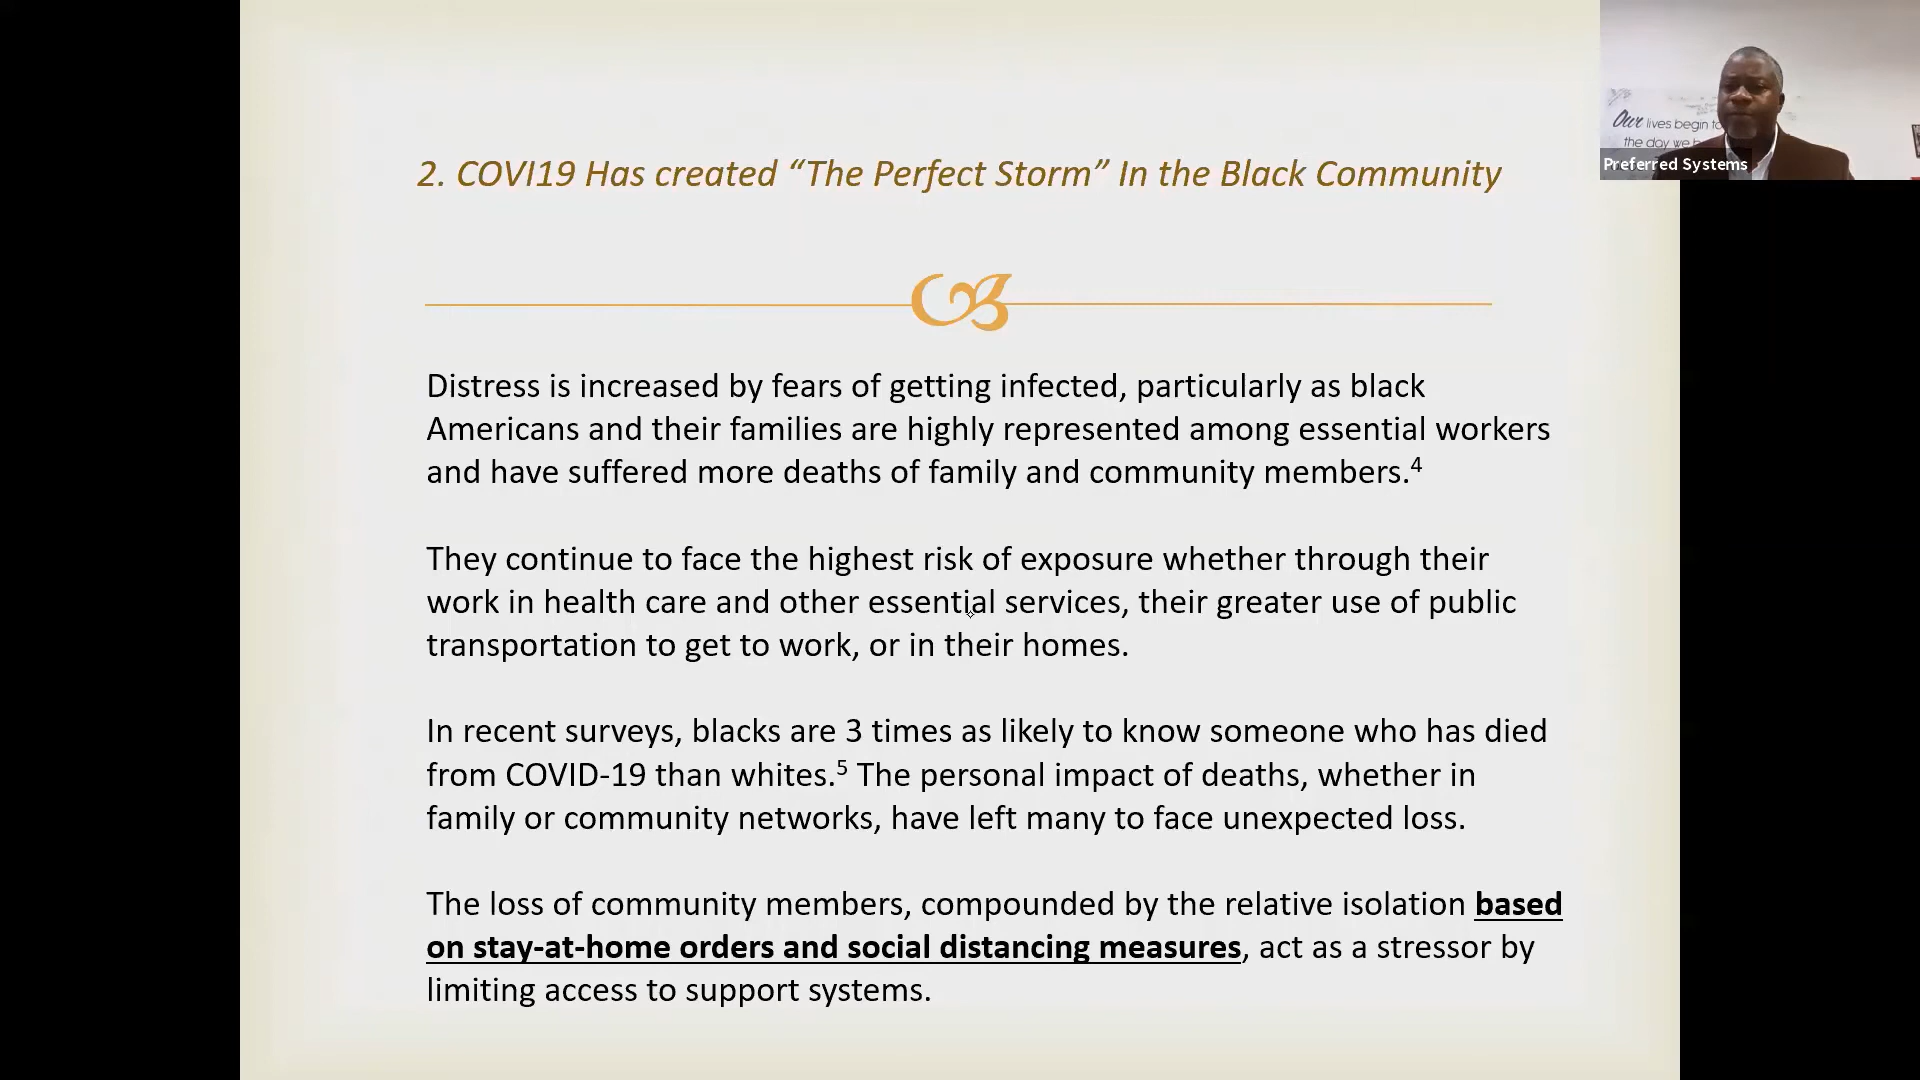 2. COVI19 Has created “The Perfect Storm” In the Black Community
Distress is increased by fears of getting infected, particularly as black
Americans and their families are highly represented among essential workers
and have suffered more deaths of family and community members.⁴
They continue to face the highest risk of exposure whether through their
work in health care and other essential services, their greater use of public
transportation to get to work, or in their homes.
In recent surveys, blacks are 3 times as likely to know someone who has died
from COVID-19 than whites.⁵ The personal impact of deaths, whether in
family or community networks, have left many to face unexpected loss.
The loss of community members, compounded by the relative isolation based
on stay-at-home orders and social distancing measures, act as a stressor by
limiting access to support systems.
Our lives begin to
the day we
Preferred Systems